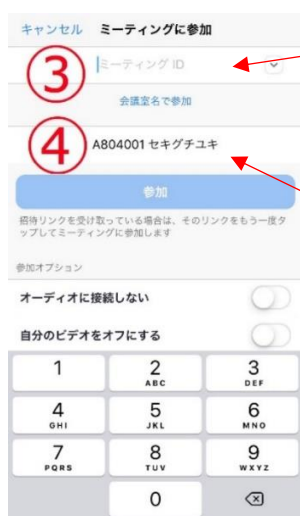 キャンセル ミーティングに参加
③ ミーティング ID
会議室名で参加
④ A804001 セキグチユキ
参加
招待リンクを受け取っている場合は、そのリンクをもう一度タ
ップしてミーティングに参加します
参加オプション
オーディオに接続しない
自分のビデオをオフにする
1 2 3
ABC DEF
4 5 6
GHI JKL MNO
7 8 9
PQRS TUV WXYZ
0